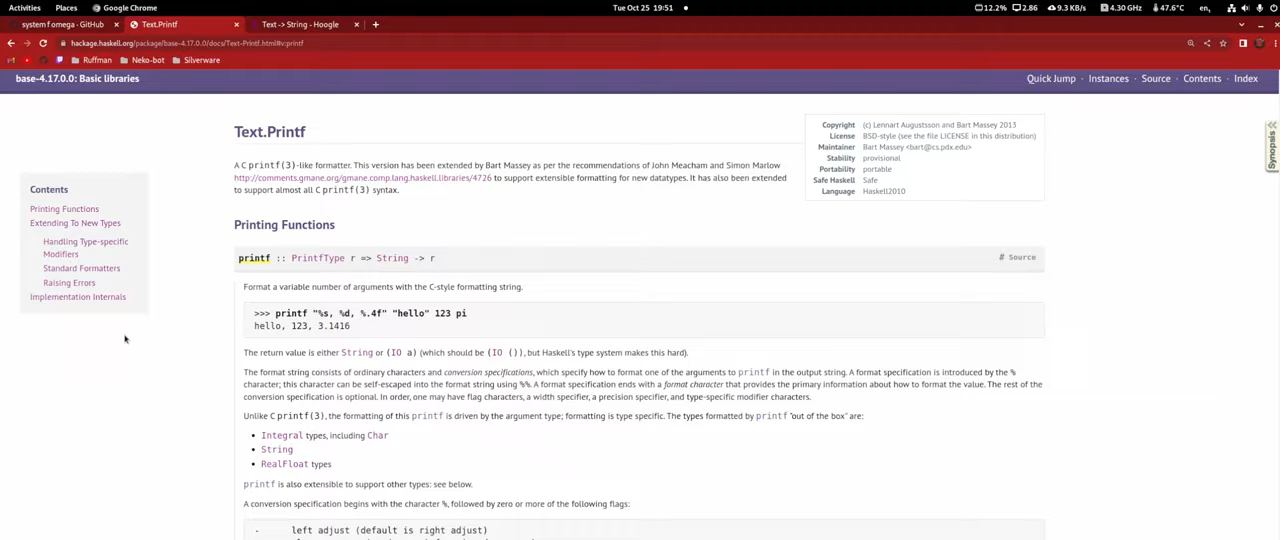 Activities Places Google Chrome Tue Oct 25 19:51 12.2% 2.86 9.3 KB/s 4.30 GHz 47.6°C en,
system f omega · GitHub × Text.Printf × Text -> String - Hoogle × +
hackage.haskell.org/package/base-4.17.0.0/docs/Text-Printf.html#v:printf
Ruffman Neko-bot Silverware
base-4.17.0.0: Basic libraries Quick Jump · Instances · Source · Contents · Index
Text.Printf
Copyright (c) Lennart Augustsson and Bart Massey 2013
License BSD-style (see the file LICENSE in this distribution)
Maintainer Bart Massey <bart@cs.pdx.edu>
Stability provisional
Portability portable
Safe Haskell Safe
Language Haskell2010
Synopsis
A C printf(3)-like formatter. This version has been extended by Bart Massey as per the recommendations of John Meacham and Simon Marlow
http://comments.gmane.org/gmane.comp.lang.haskell.libraries/4726 to support extensible formatting for new datatypes. It has also been extended
to support almost all C printf(3) syntax.
Contents
Printing Functions
Extending To New Types
Handling Type-specific
Modifiers
Standard Formatters
Raising Errors
Implementation Internals
Printing Functions
printf :: PrintfType r => String -> r # Source
Format a variable number of arguments with the C-style formatting string.
>>> printf "%s, %d, %.4f" "hello" 123 pi
hello, 123, 3.1416
The return value is either String or (IO a) (which should be (IO ()), but Haskell's type system makes this hard).
The format string consists of ordinary characters and conversion specifications, which specify how to format one of the arguments to printf in the output string. A format specification is introduced by the %
character; this character can be self-escaped into the format string using %%. A format specification ends with a format character that provides the primary information about how to format the value. The rest of the
conversion specification is optional. In order, one may have flag characters, a width specifier, a precision specifier, and type-specific modifier characters.
Unlike C printf(3), the formatting of this printf is driven by the argument type; formatting is type specific. The types formatted by printf "out of the box" are:
• Integral types, including Char
• String
• RealFloat types
printf is also extensible to support other types: see below.
A conversion specification begins with the character %, followed by zero or more of the following flags:
- left adjust (default is right adjust)